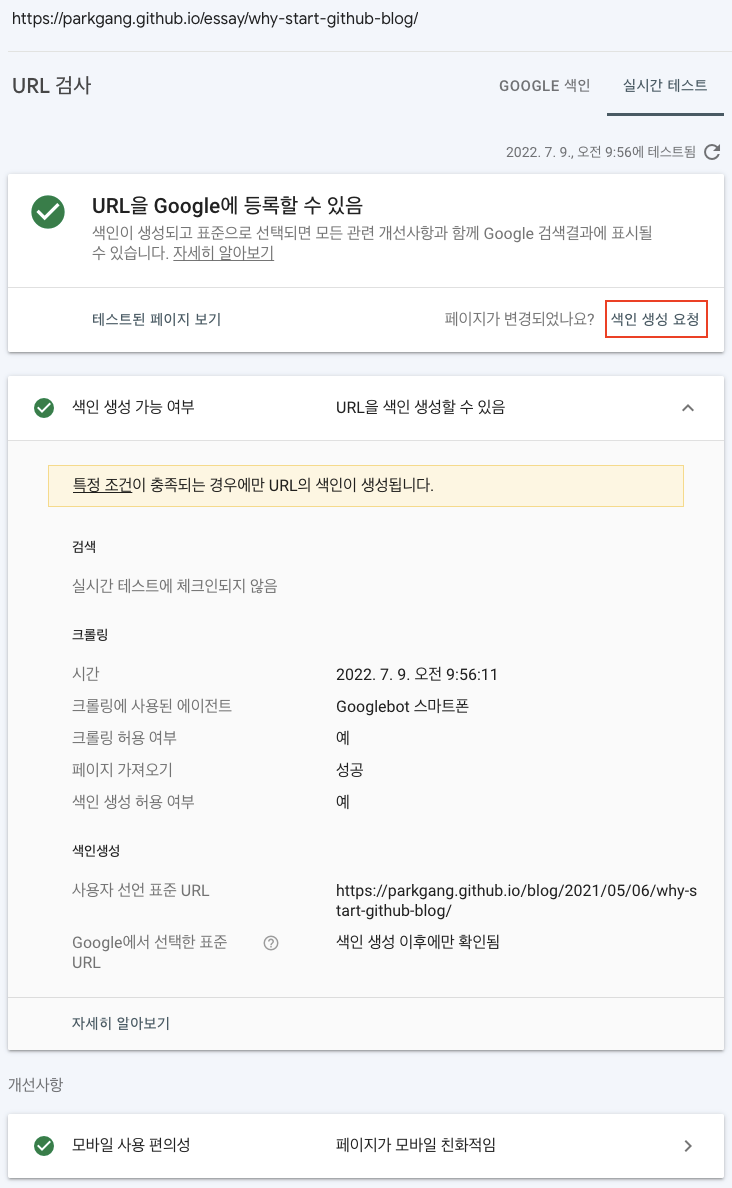 https://parkgang.github.io/essay/why-start-github-blog/
URL 검사
GOOGLE 색인
실시간 테스트
2022. 7. 9., 오전 9:56에 테스트됨
URL을 Google에 등록할 수 있음
색인이 생성되고 표준으로 선택되면 모든 관련 개선사항과 함께 Google 검색결과에 표시될
수 있습니다. 자세히 알아보기
테스트된 페이지 보기
페이지가 변경되었나요?
색인 생성 요청
색인 생성 가능 여부
URL을 색인 생성할 수 있음
특정 조건이 충족되는 경우에만 URL의 색인이 생성됩니다.
검색
실시간 테스트에 체크인되지 않음
크롤링
시간
2022. 7. 9. 오전 9:56:11
크롤링에 사용된 에이전트
Googlebot 스마트폰
크롤링 허용 여부
예
페이지 가져오기
성공
색인 생성 허용 여부
예
색인생성
사용자 선언 표준 URL
https://parkgang.github.io/blog/2021/05/06/why-s
tart-github-blog/
Google에서 선택한 표준
URL
색인 생성 이후에만 확인됨
자세히 알아보기
개선사항
모바일 사용 편의성
페이지가 모바일 친화적임